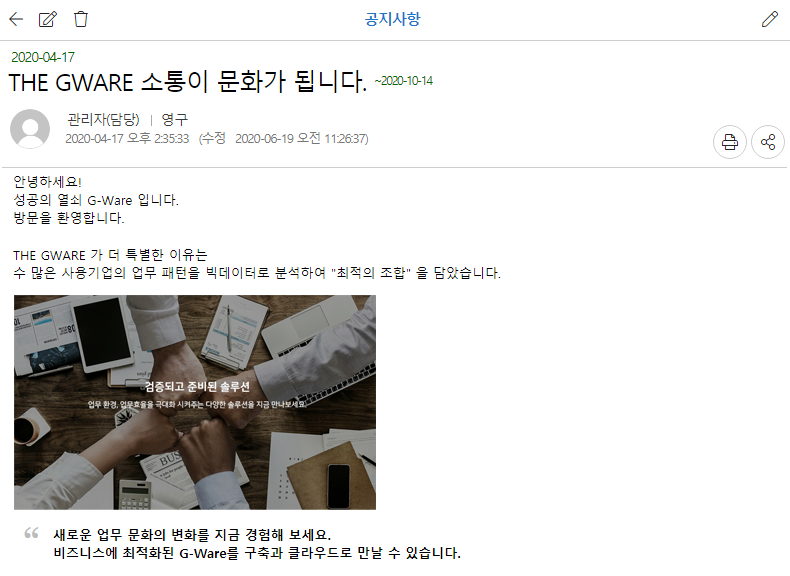 공지사항
2020-04-17
THE GWARE 소통이 문화가 됩니다. ~2020-10-14
관리자(담당) | 영구
2020-04-17 오후 2:35:33 (수정 2020-06-19 오전 11:26:37)
안녕하세요!
성공의 열쇠 G-Ware 입니다.
방문을 환영합니다.
THE GWARE 가 더 특별한 이유는
수 많은 사용기업의 업무 패턴을 빅데이터로 분석하여 "최적의 조합" 을 담았습니다.
검증되고 준비된 솔루션
업무 환경, 업무효율을 극대화 시켜주는 다양한 솔루션을 지금 만나보세요.
BUS
“ 새로운 업무 문화의 변화를 지금 경험해 보세요.
비즈니스에 최적화된 G-Ware를 구축과 클라우드로 만날 수 있습니다.